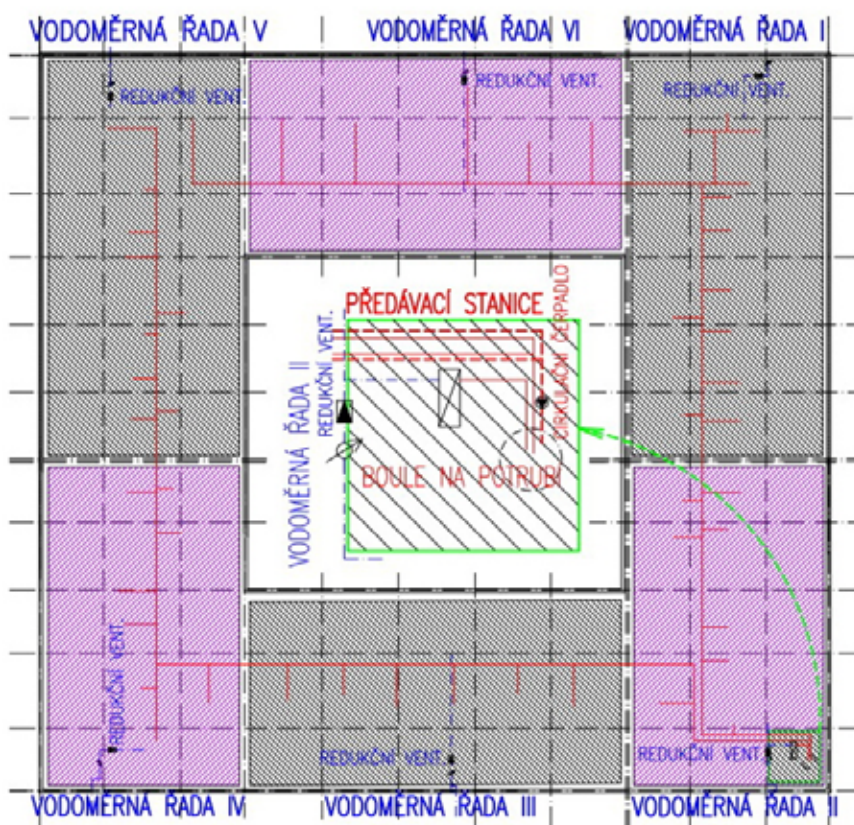 VODOMĚRNÁ ŘADA V
VODOMĚRNÁ ŘADA VI
VODOMĚRNÁ ŘADA I
REDUKČNÍ VENT.
REDUKČNÍ VENT.
REDUKČNÍ VENT.
PŘEDÁVACÍ STANICE
CIRKULAČNÍ ČERPADLO
REDUKČNÍ VENT.
VODOMĚRNÁ ŘADA II
BOULE NA POTRUBÍ
REDUKČNÍ VENT.
REDUKČNÍ VENT.
REDUKČNÍ VENT.
VODOMĚRNÁ ŘADA IV
VODOMĚRNÁ ŘADA III
VODOMĚRNÁ ŘADA II